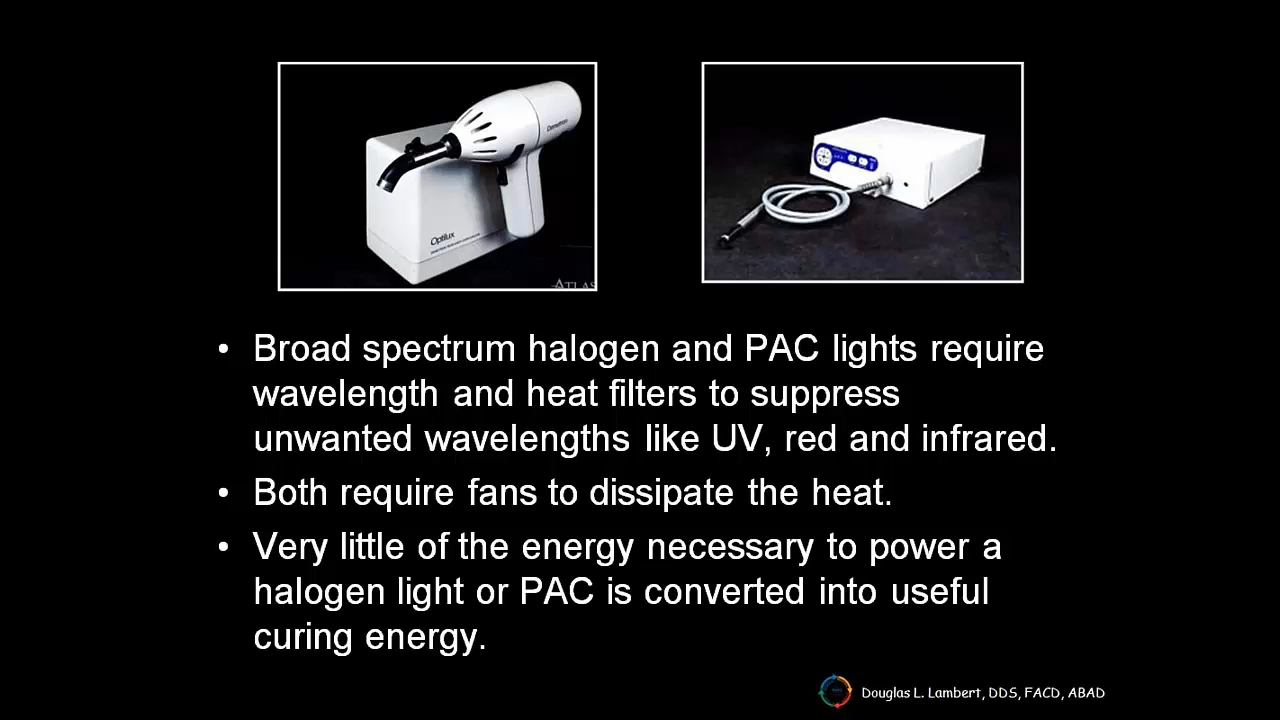 Demetron
Optilux
ATLAS
• Broad spectrum halogen and PAC lights require
wavelength and heat filters to suppress
unwanted wavelengths like UV, red and infrared.
• Both require fans to dissipate the heat.
• Very little of the energy necessary to power a
halogen light or PAC is converted into useful
curing energy.
Douglas L. Lambert, DDS, FACD, ABAD